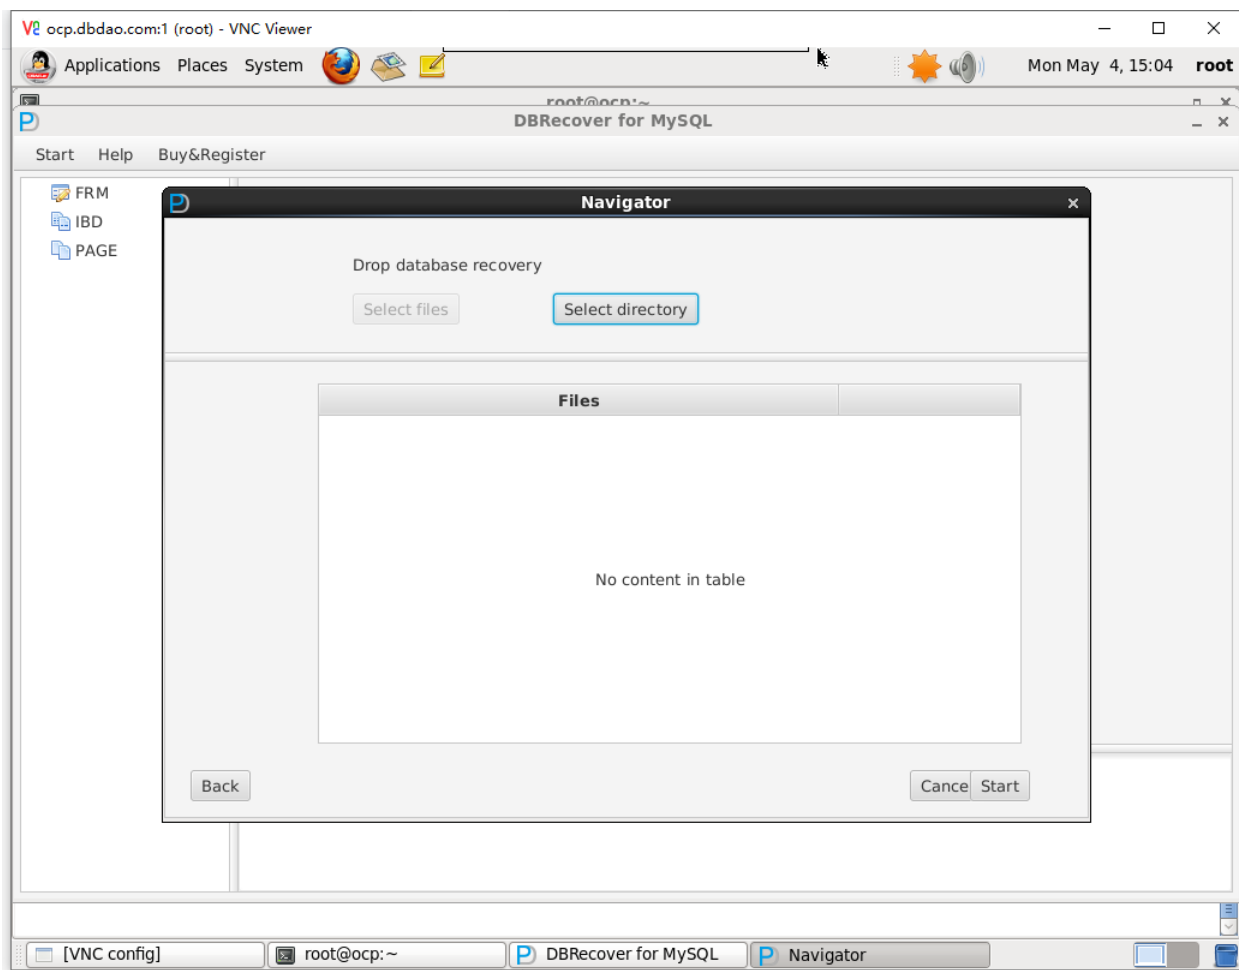 ocp.dbdao.com:1 (root) - VNC Viewer
Applications Places System
Mon May 4, 15:04 root
root@ocp:~
DBRecover for MySQL
Start Help Buy&Register
FRM
IBD
PAGE
Navigator
Drop database recovery
Select files Select directory
Files
No content in table
Back Cance Start
[VNC config] root@ocp:~ DBRecover for MySQL Navigator